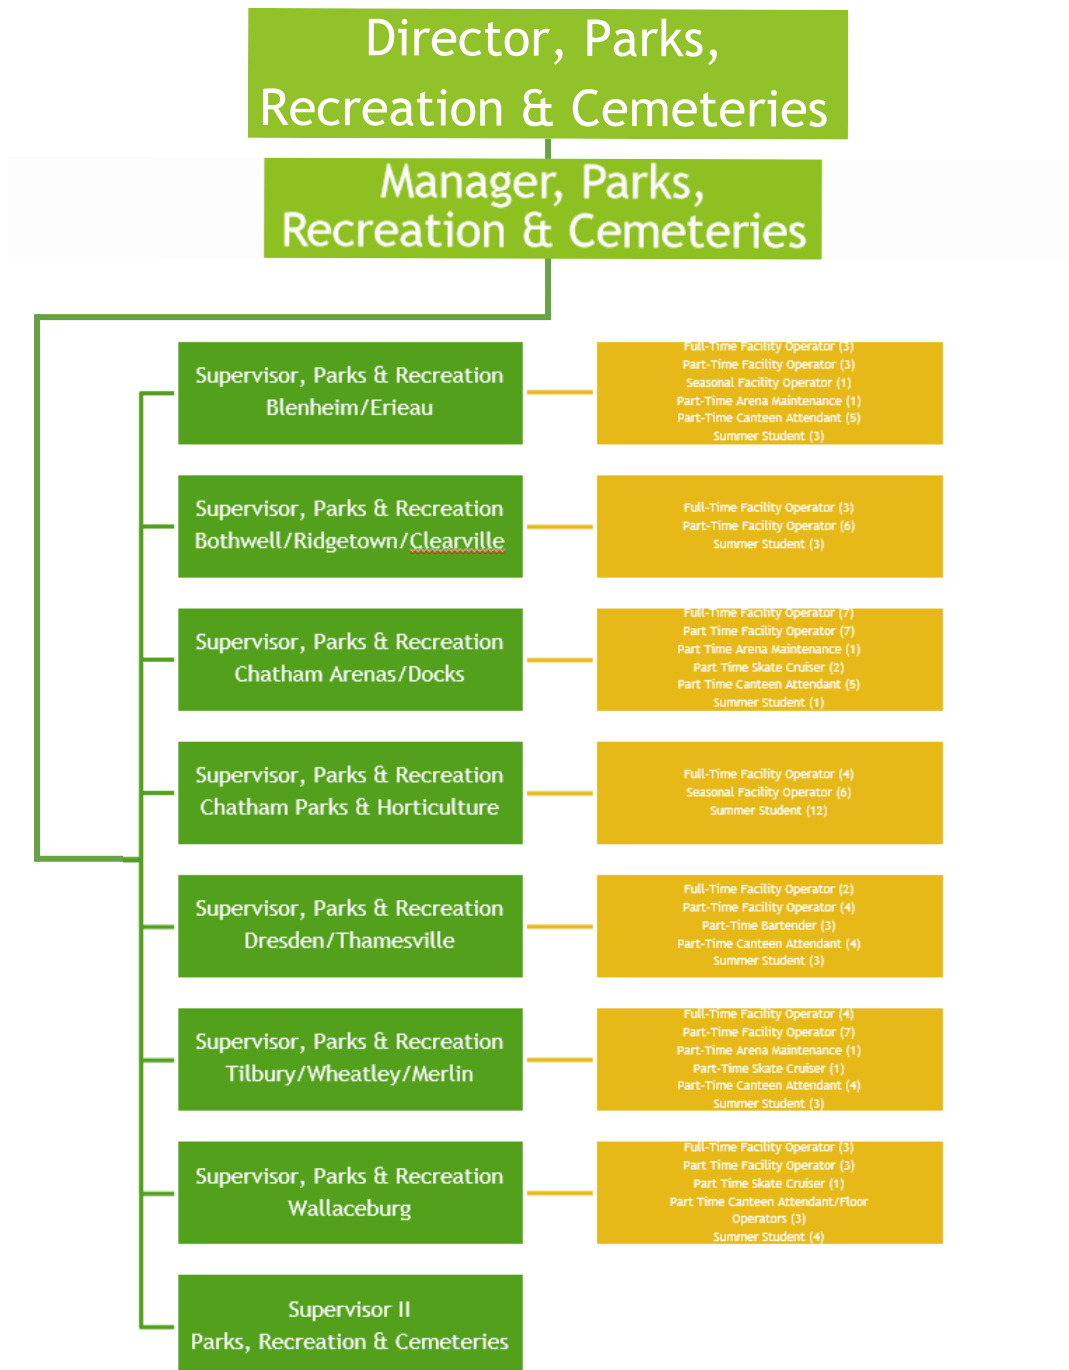 Director, Parks,
Recreation & Cemeteries
Manager, Parks,
Recreation & Cemeteries
Supervisor, Parks & Recreation
Blenheim/Erieau
Full-Time Facility Operator (3)
Part-Time Facility Operator (3)
Seasonal Facility Operator (1)
Part-Time Arena Maintenance (1)
Part-Time Canteen Attendant (5)
Summer Student (3)
Supervisor, Parks & Recreation
Bothwell/Ridgetown/Clearville
Full-Time Facility Operator (3)
Part-Time Facility Operator (6)
Summer Student (3)
Supervisor, Parks & Recreation
Chatham Arenas/Docks
Full-Time Facility Operator (7)
Part Time Facility Operator (7)
Part Time Arena Maintenance (1)
Part Time Skate Cruiser (2)
Part Time Canteen Attendant (5)
Summer Student (1)
Supervisor, Parks & Recreation
Chatham Parks & Horticulture
Full-Time Facility Operator (4)
Seasonal Facility Operator (6)
Summer Student (12)
Supervisor, Parks & Recreation
Dresden/Thamesville
Full-Time Facility Operator (2)
Part-Time Facility Operator (4)
Part-Time Bartender (3)
Part-Time Canteen Attendant (4)
Summer Student (3)
Supervisor, Parks & Recreation
Tilbury/Wheatley/Merlin
Full-Time Facility Operator (4)
Part-Time Facility Operator (7)
Part-Time Arena Maintenance (1)
Part-Time Skate Cruiser (1)
Part-Time Canteen Attendant (4)
Summer Student (3)
Supervisor, Parks & Recreation
Wallaceburg
Full-Time Facility Operator (3)
Part Time Facility Operator (3)
Part Time Skate Cruiser (1)
Part Time Canteen Attendant/Floor
Operators (3)
Summer Student (4)
Supervisor II
Parks, Recreation & Cemeteries